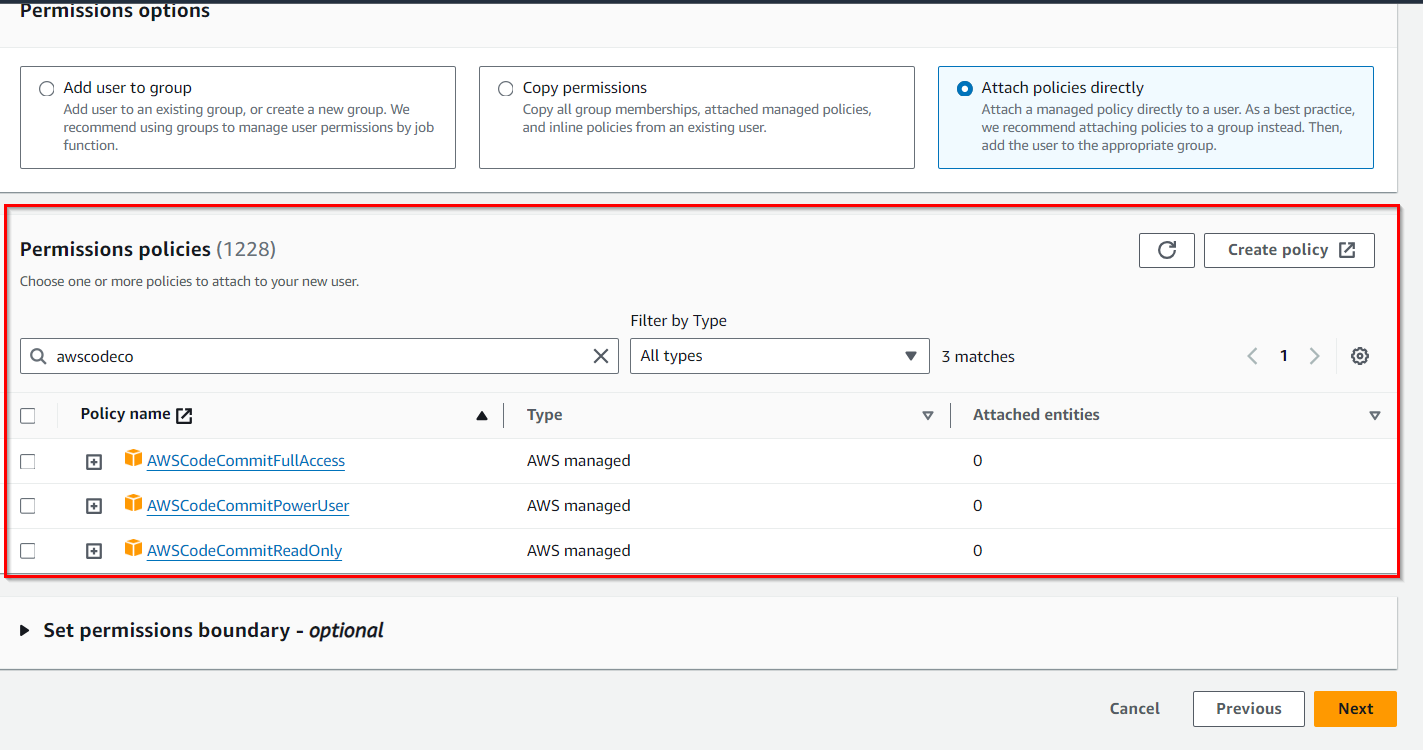 Permissions options
Add user to group
Add user to an existing group, or create a new group. We
recommend using groups to manage user permissions by job
function.
Copy permissions
Copy all group memberships, attached managed policies,
and inline policies from an existing user.
Attach policies directly
Attach a managed policy directly to a user. As a best practice,
we recommend attaching policies to a group instead. Then,
add the user to the appropriate group.
Permissions policies (1228)
Create policy
Choose one or more policies to attach to your new user.
Filter by Type
awscodeco
All types
3 matches
1
Policy name
Type
Attached entities
AWSCodeCommitFullAccess
AWS managed
0
AWSCodeCommitPowerUser
AWS managed
0
AWSCodeCommitReadOnly
AWS managed
0
Set permissions boundary - optional
Cancel
Previous
Next